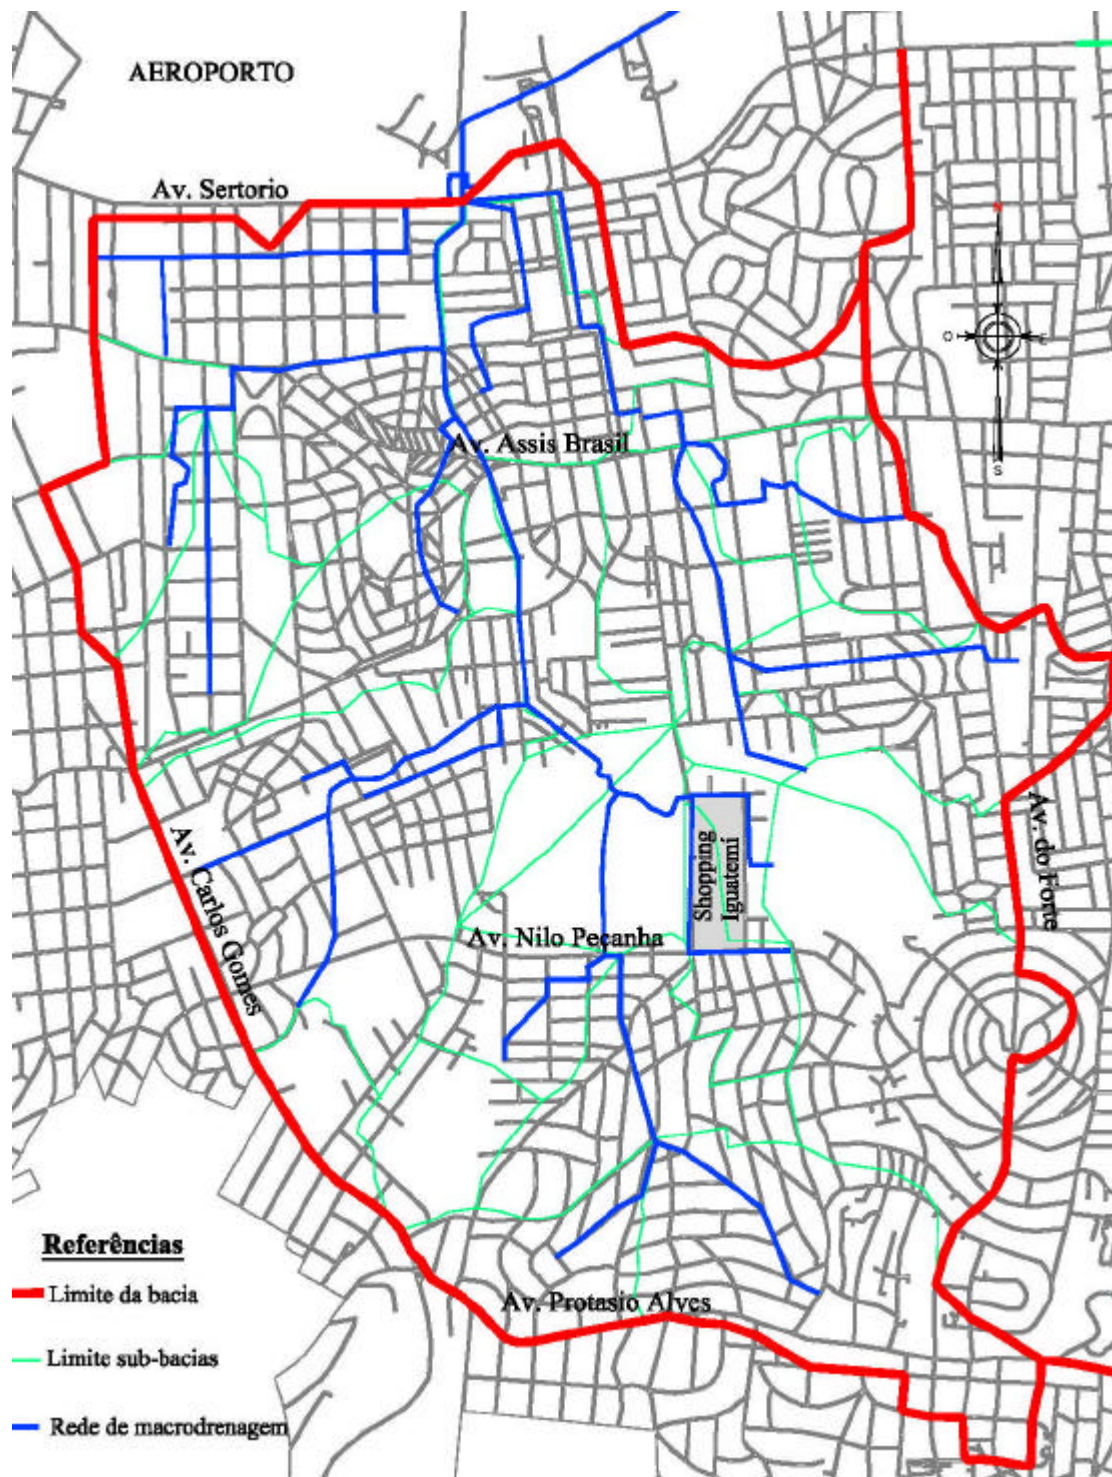 AEROPORTO
Av. Sertorio
Av. Assis Brasil
O
E
S
Av. do Forte
Av. Carlos Gomes
Shopping
Iguatemi
Av. Nilo Peçanha
Referências
Limite da bacia
Av. Protasio Alves
Limite sub-bacias
Rede de macrodrenagem